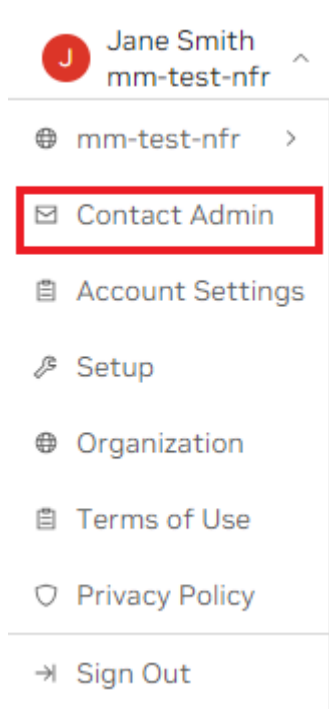 J
Jane Smith
mm-test-nfr
mm-test-nfr
Contact Admin
Account Settings
Setup
Organization
Terms of Use
Privacy Policy
Sign Out